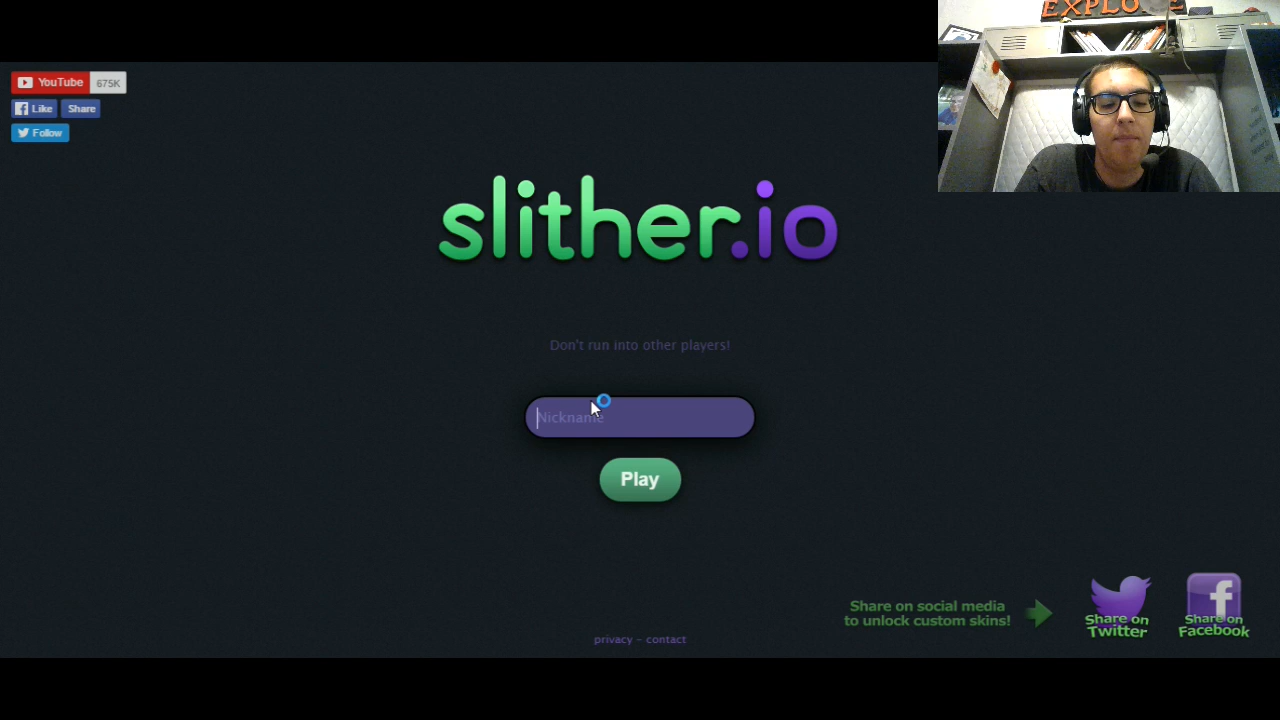 EXPLORE
YouTube 675K
Like Share
Follow
slither.io
Don't run into other players!
Nickname
Play
Share on social media
to unlock custom skins!
Share on
Twitter
Share on
Facebook
privacy - contact